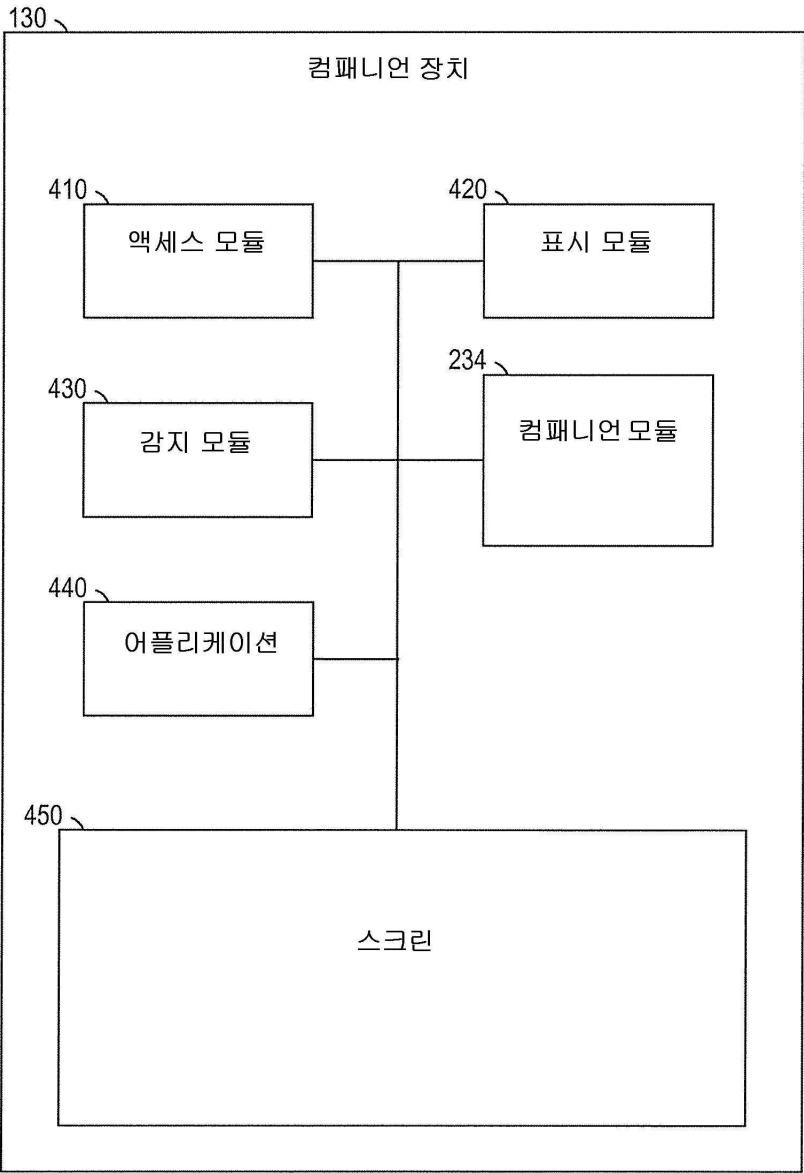 130
컴패니언 장치
410
액세스 모듈
420
표시 모듈
430
감지 모듈
234
컴패니언 모듈
440
어플리케이션
450
스크린